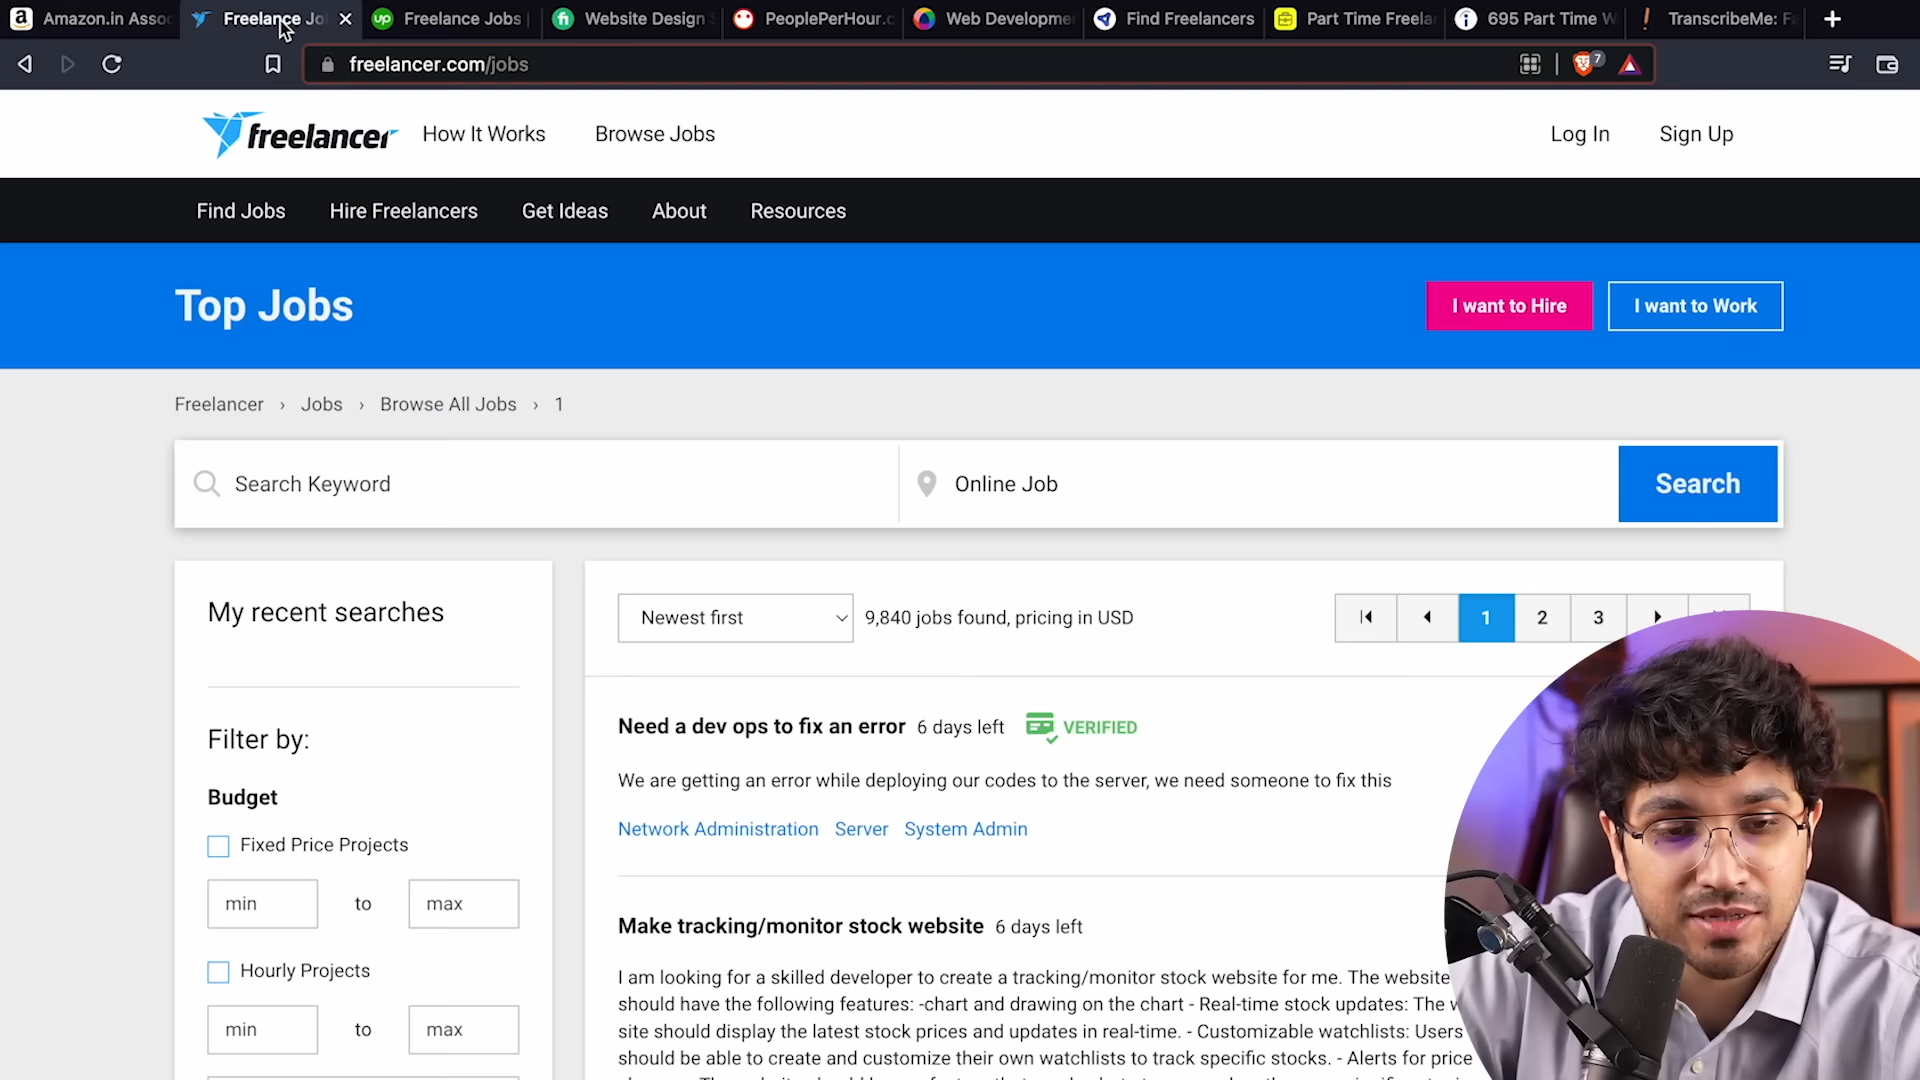 Amazon.in Assoc
Freelance Jo
Freelance Jobs
Website Design
PeoplePerHour.c
Web Developme
Find Freelancers
Part Time Freela
695 Part Time W
TranscribeMe: Fa
freelancer.com/jobs
7
freelancer
How It Works
Browse Jobs
Log In
Sign Up
Find Jobs
Hire Freelancers
Get Ideas
About
Resources
Top Jobs
I want to Hire
I want to Work
Freelancer › Jobs › Browse All Jobs › 1
Search Keyword
Online Job
Search
My recent searches
Filter by:
Budget
Fixed Price Projects
min to max
Hourly Projects
min to max
Newest first
9,840 jobs found, pricing in USD
1 2 3
Need a dev ops to fix an error 6 days left VERIFIED
We are getting an error while deploying our codes to the server, we need someone to fix this
Network Administration Server System Admin
Make tracking/monitor stock website 6 days left
I am looking for a skilled developer to create a tracking/monitor stock website for me. The website
should have the following features: -chart and drawing on the chart - Real-time stock updates: The w
site should display the latest stock prices and updates in real-time. - Customizable watchlists: Users
should be able to create and customize their own watchlists to track specific stocks. - Alerts for price